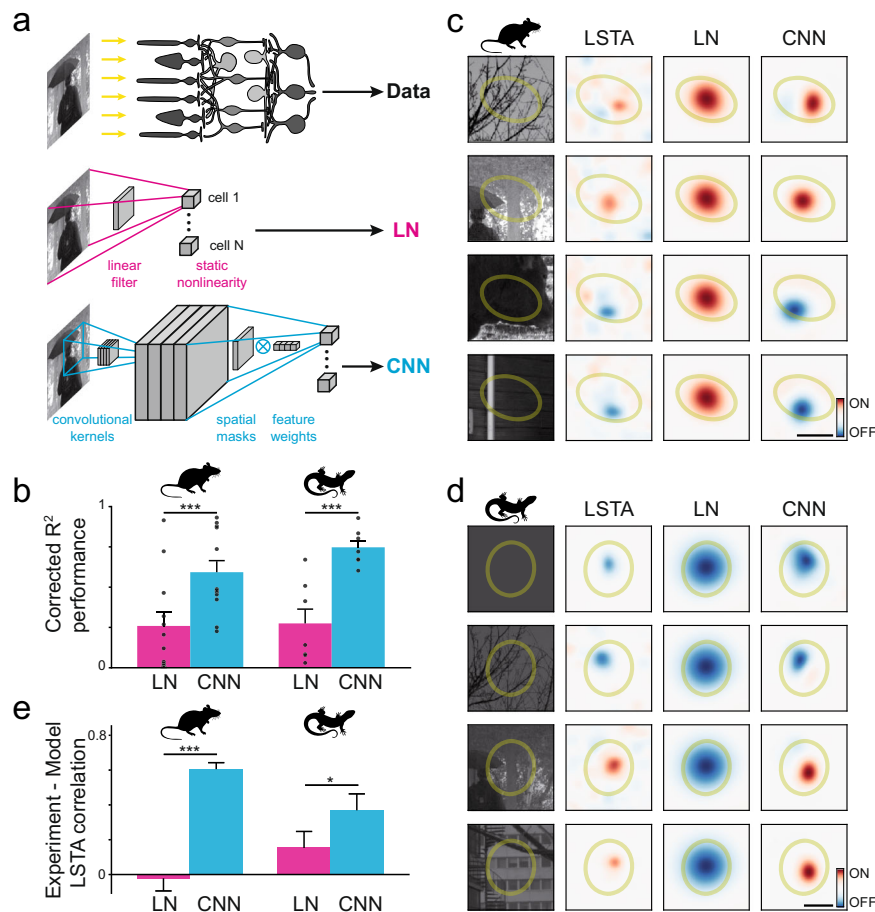 a
Data
cell 1
cell N
LN
linear
filter
static
nonlinearity
CNN
convolutional
kernels
spatial
masks
feature
weights
b
Corrected R²
performance
1
0
***
***
LN CNN LN CNN
e
Experiment - Model
LSTA correlation
0.8
0
***
*
LN CNN LN CNN
c
LSTA LN CNN
ON
OFF
d
LSTA LN CNN
ON
OFF